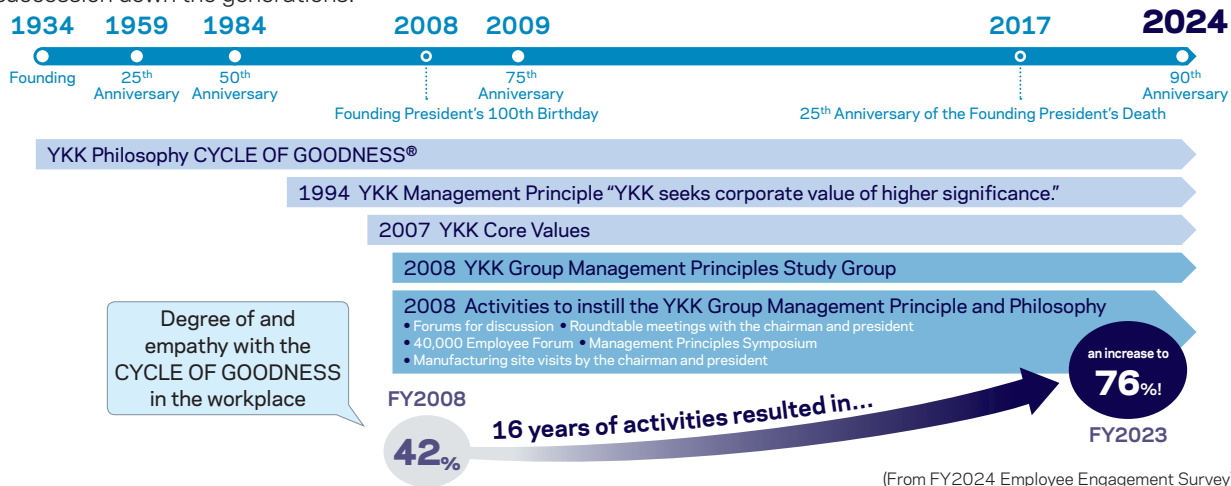 succession down the generations.
1934 1959 1984 2008 2009 2017 2024
Founding
25th Anniversary
50th Anniversary
75th Anniversary
90th Anniversary
Founding President's 100th Birthday
25th Anniversary of the Founding President's Death
YKK Philosophy CYCLE OF GOODNESS®
1994 YKK Management Principle “YKK seeks corporate value of higher significance.”
2007 YKK Core Values
2008 YKK Group Management Principles Study Group
2008 Activities to instill the YKK Group Management Principle and Philosophy
• Forums for discussion • Roundtable meetings with the chairman and president
• 40,000 Employee Forum • Management Principles Symposium
• Manufacturing site visits by the chairman and president
Degree of and
empathy with the
CYCLE OF GOODNESS
in the workplace
FY2008
42%
16 years of activities resulted in...
an increase to
76%!
FY2023
(From FY2024 Employee Engagement Survey